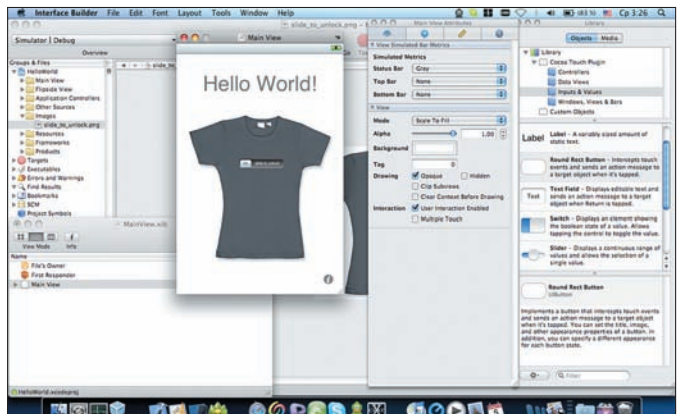 Interface Builder File Edit Font Layout Tools Window Help
Ср 3:26
slide_to_unlock.png
Simulator | Debug
Overview
Groups & Files
HelloWorld
Main View
Flipside View
Application Controllers
Other Sources
Images
slide_to_unlock.png
Resources
Frameworks
Products
Targets
Executables
Errors and Warnings
Find Results
Bookmarks
SCM
Project Symbols
MainView.xib
View Mode Info
Name
File's Owner
First Responder
Main View
HelloWorld.xcodeproj
Main View
Hello World!
Main View Attributes
View Simulated Bar Metrics
Simulated Metrics
Status Bar Gray
Top Bar None
Bottom Bar None
View
Mode Scale To Fill
Alpha 1.00
Background
Tag 0
Drawing Opaque Hidden
Clip Subviews
Clear Context Before Drawing
Interaction User Interaction Enabled
Multiple Touch
Library
Objects Media
Library
Cocoa Touch Plugin
Controllers
Data Views
Inputs & Values
Windows, Views & Bars
Custom Objects
Label Label - A variably sized amount of
static text.
Round Rect Button - Intercepts touch
events and sends an action message to a
target object when it's tapped.
Text Text Field - Displays editable text and
sends an action message to a target
object when Return is tapped.
Switch - Displays an element showing
the boolean state of a value. Allows
tapping the control to toggle the value.
Slider - Displays a continuous range of
values and allows the selection of a
single value.
Round Rect Button
UIButton
Implements a button that intercepts touch events
and sends an action message to a target object
when it's tapped. You can set the title, image,
and other appearance properties of a button. In
addition, you can specify a different appearance
for each button state.
Filter